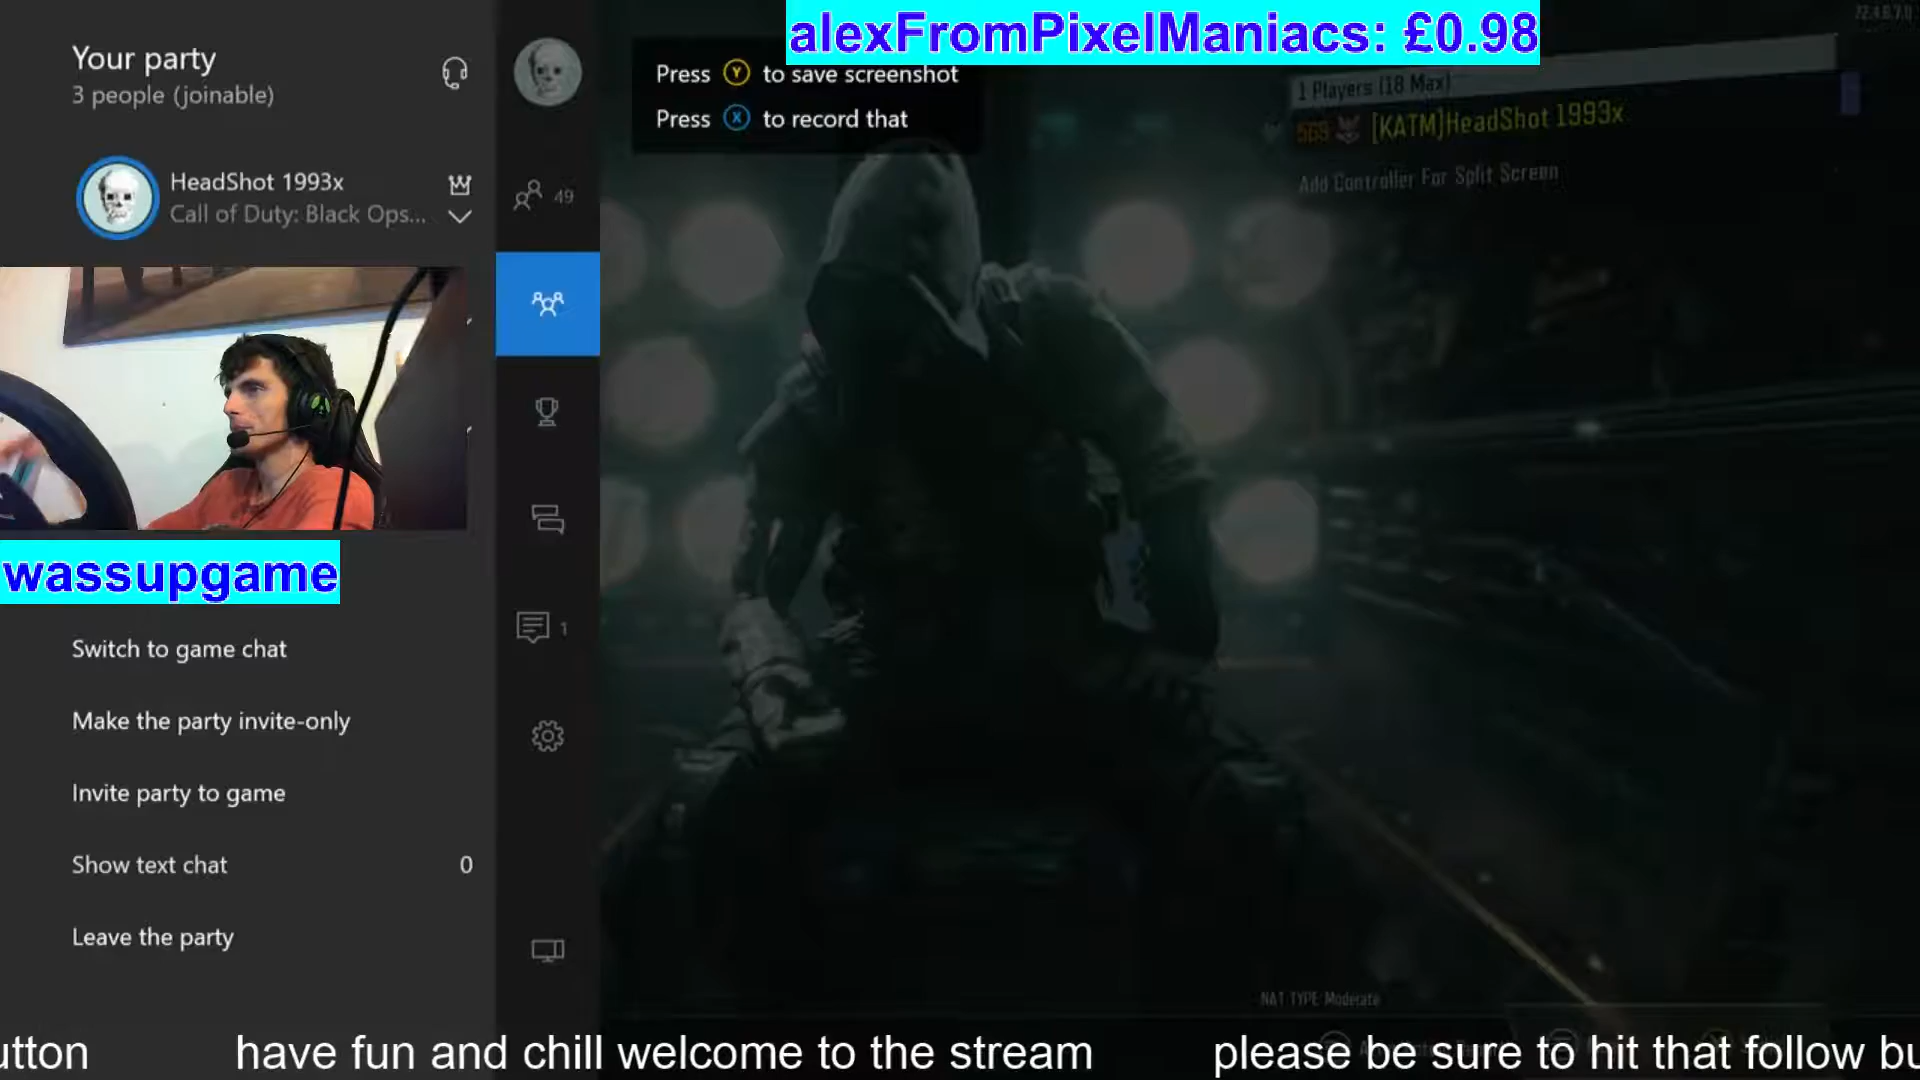 alexFromPixelManiacs: £0.98
Your party
3 people (joinable)
HeadShot 1993x
Call of Duty: Black Ops...
wassupgame
Switch to game chat
Make the party invite-only
Invite party to game
Show text chat 0
Leave the party
49
1
Press Y to save screenshot
Press X to record that
1 Players (18 Max)
569 [KATM]HeadShot 1993x
Add Controller For Split Screen
NAT TYPE: Moderate
utton have fun and chill welcome to the stream please be sure to hit that follow bu